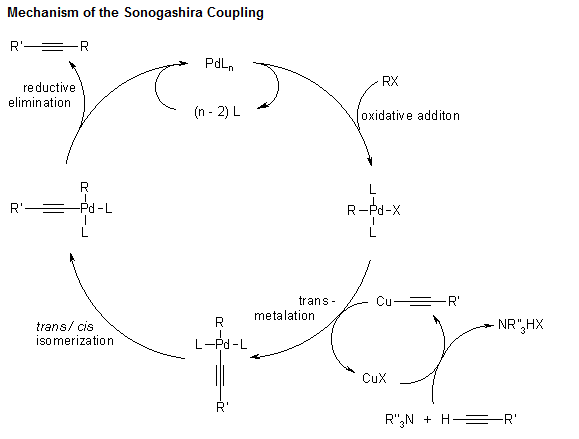 Mechanism of the Sonogashira Coupling
R' R
PdLn
RX
reductive
elimination
(n - 2) L
oxidative additon
R
R' Pd-L
L
L
R-Pd-X
L
trans-
metalation
Cu R'
NR"3HX
R
trans / cis
isomerization
L-Pd-L
CuX
R'
R"3N + H R'